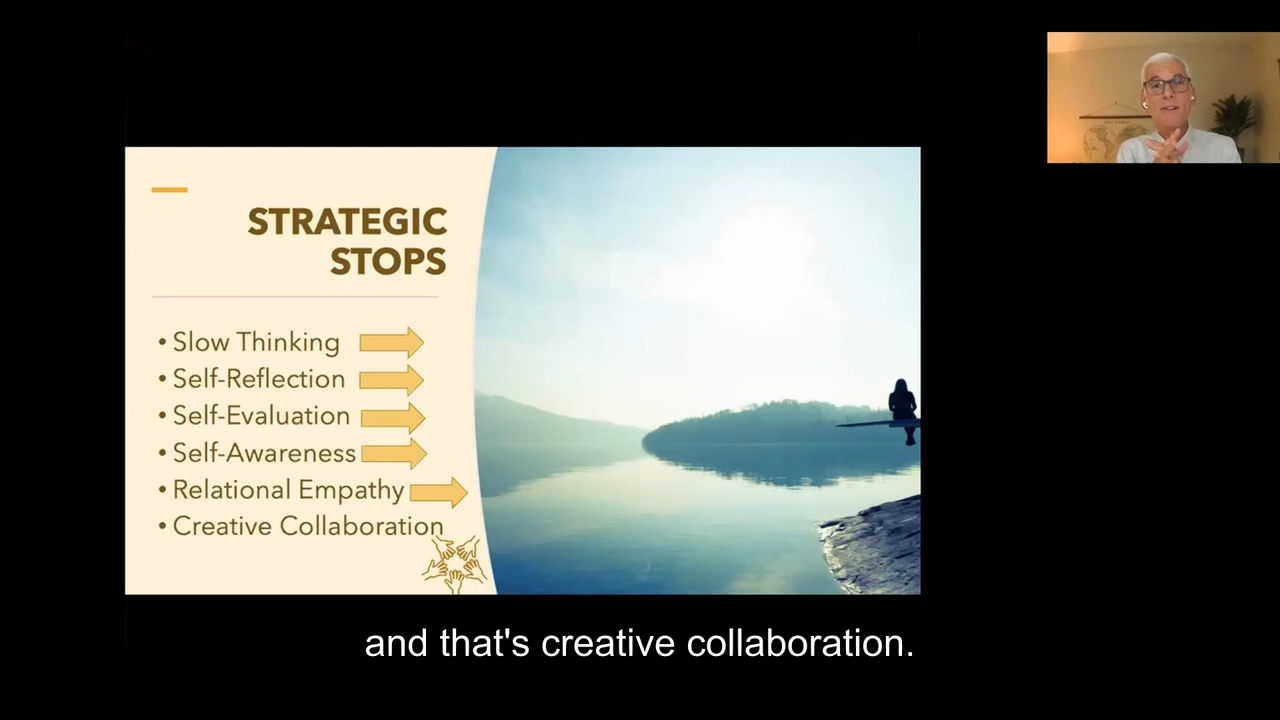 STRATEGIC
STOPS
• Slow Thinking
• Self-Reflection
• Self-Evaluation
• Self-Awareness
• Relational Empathy
• Creative Collaboration
and that's creative collaboration.